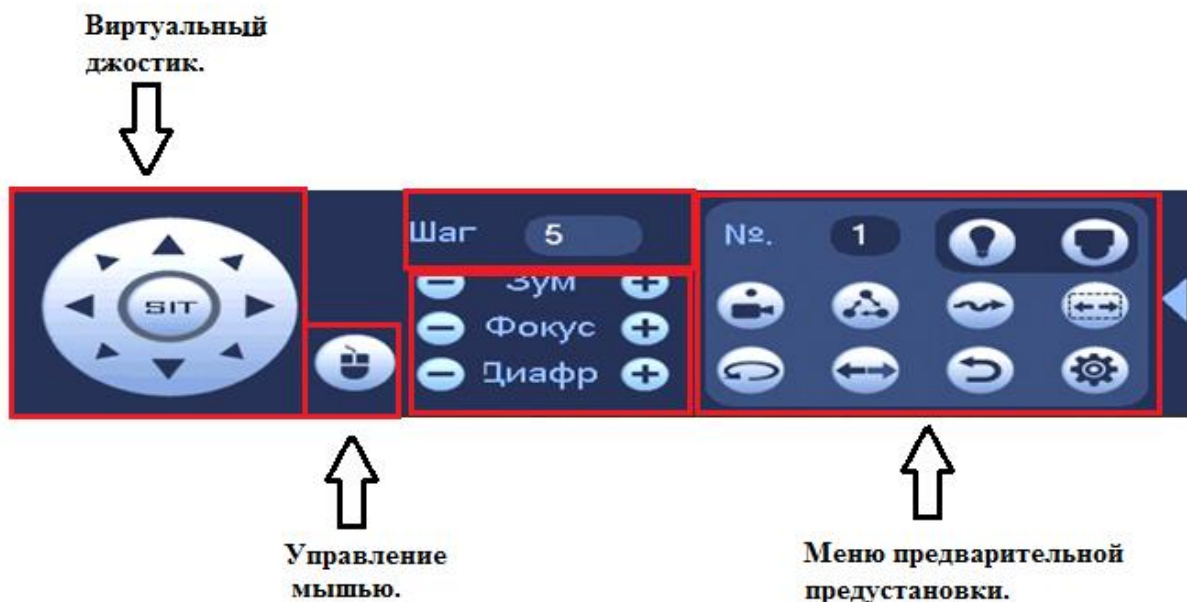 Виртуальный
джостик.
Шаг 5
Зум
Фокус
Диафр
SIT
№. 1
Управление
мышью.
Меню предварительной
предустановки.